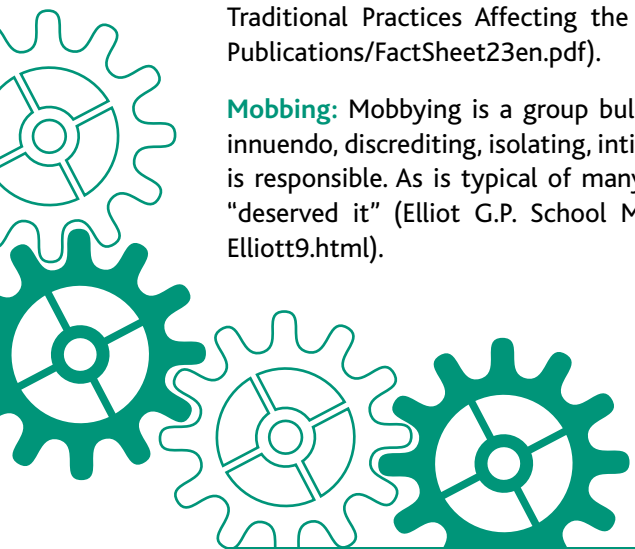 Traditional Practices Affecting the
Publications/FactSheet23en.pdf).
Mobbing: Mobbying is a group bul
innuendo, discrediting, isolating, inti
is responsible. As is typical of many
“deserved it” (Elliot G.P. School M
Elliott9.html).